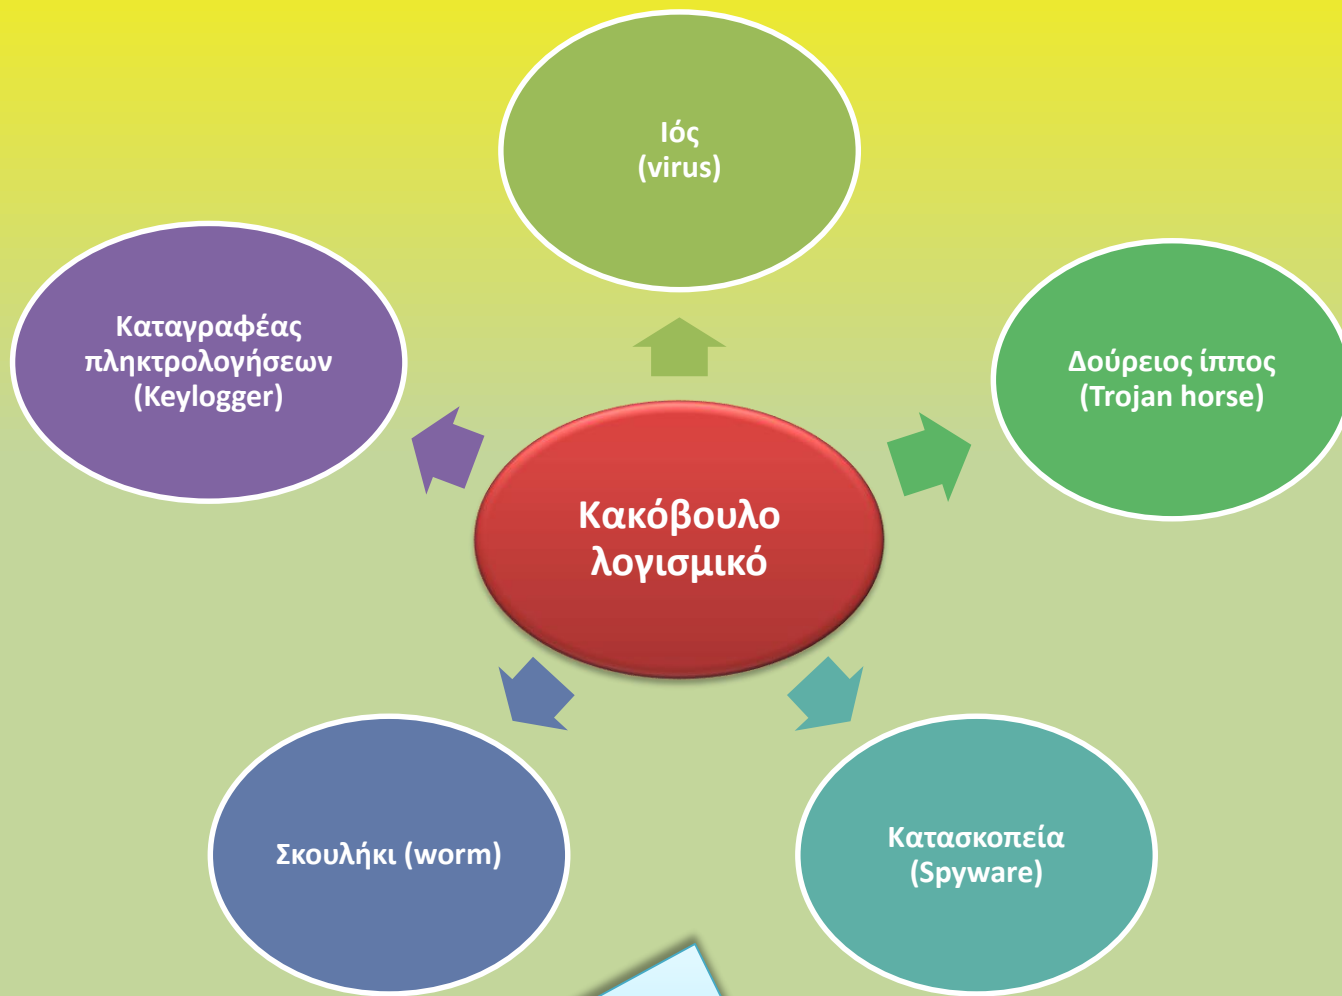 Ιός
(virus)
Καταγραφέας
πληκτρολογήσεων
(Keylogger)
Δούρειος ίππος
(Trojan horse)
Κακόβουλο
λογισμικό
Σκουλήκι (worm)
Κατασκοπεία
(Spyware)